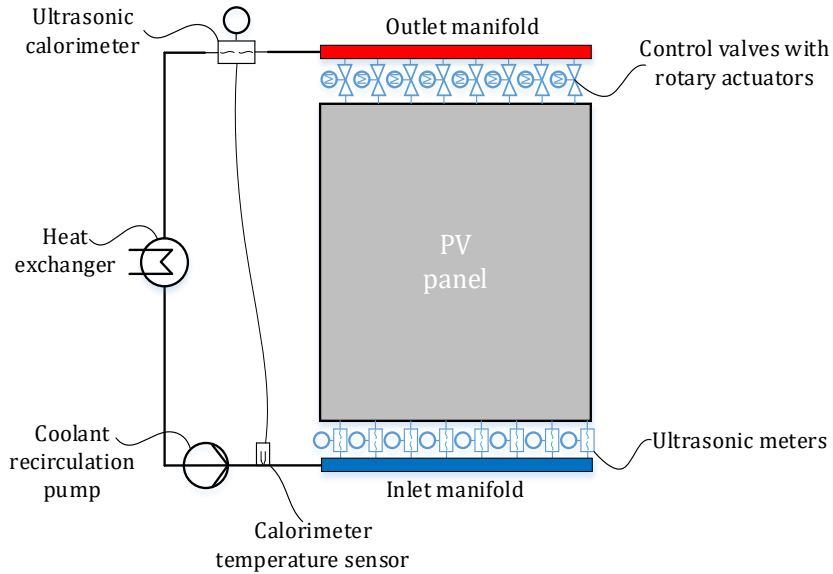 Ultrasonic
calorimeter
Outlet manifold
Control valves with
rotary actuators
M M M M M M M M
Heat
exchanger
PV
panel
Coolant
recirculation
pump
Ultrasonic meters
Inlet manifold
Calorimeter
temperature sensor